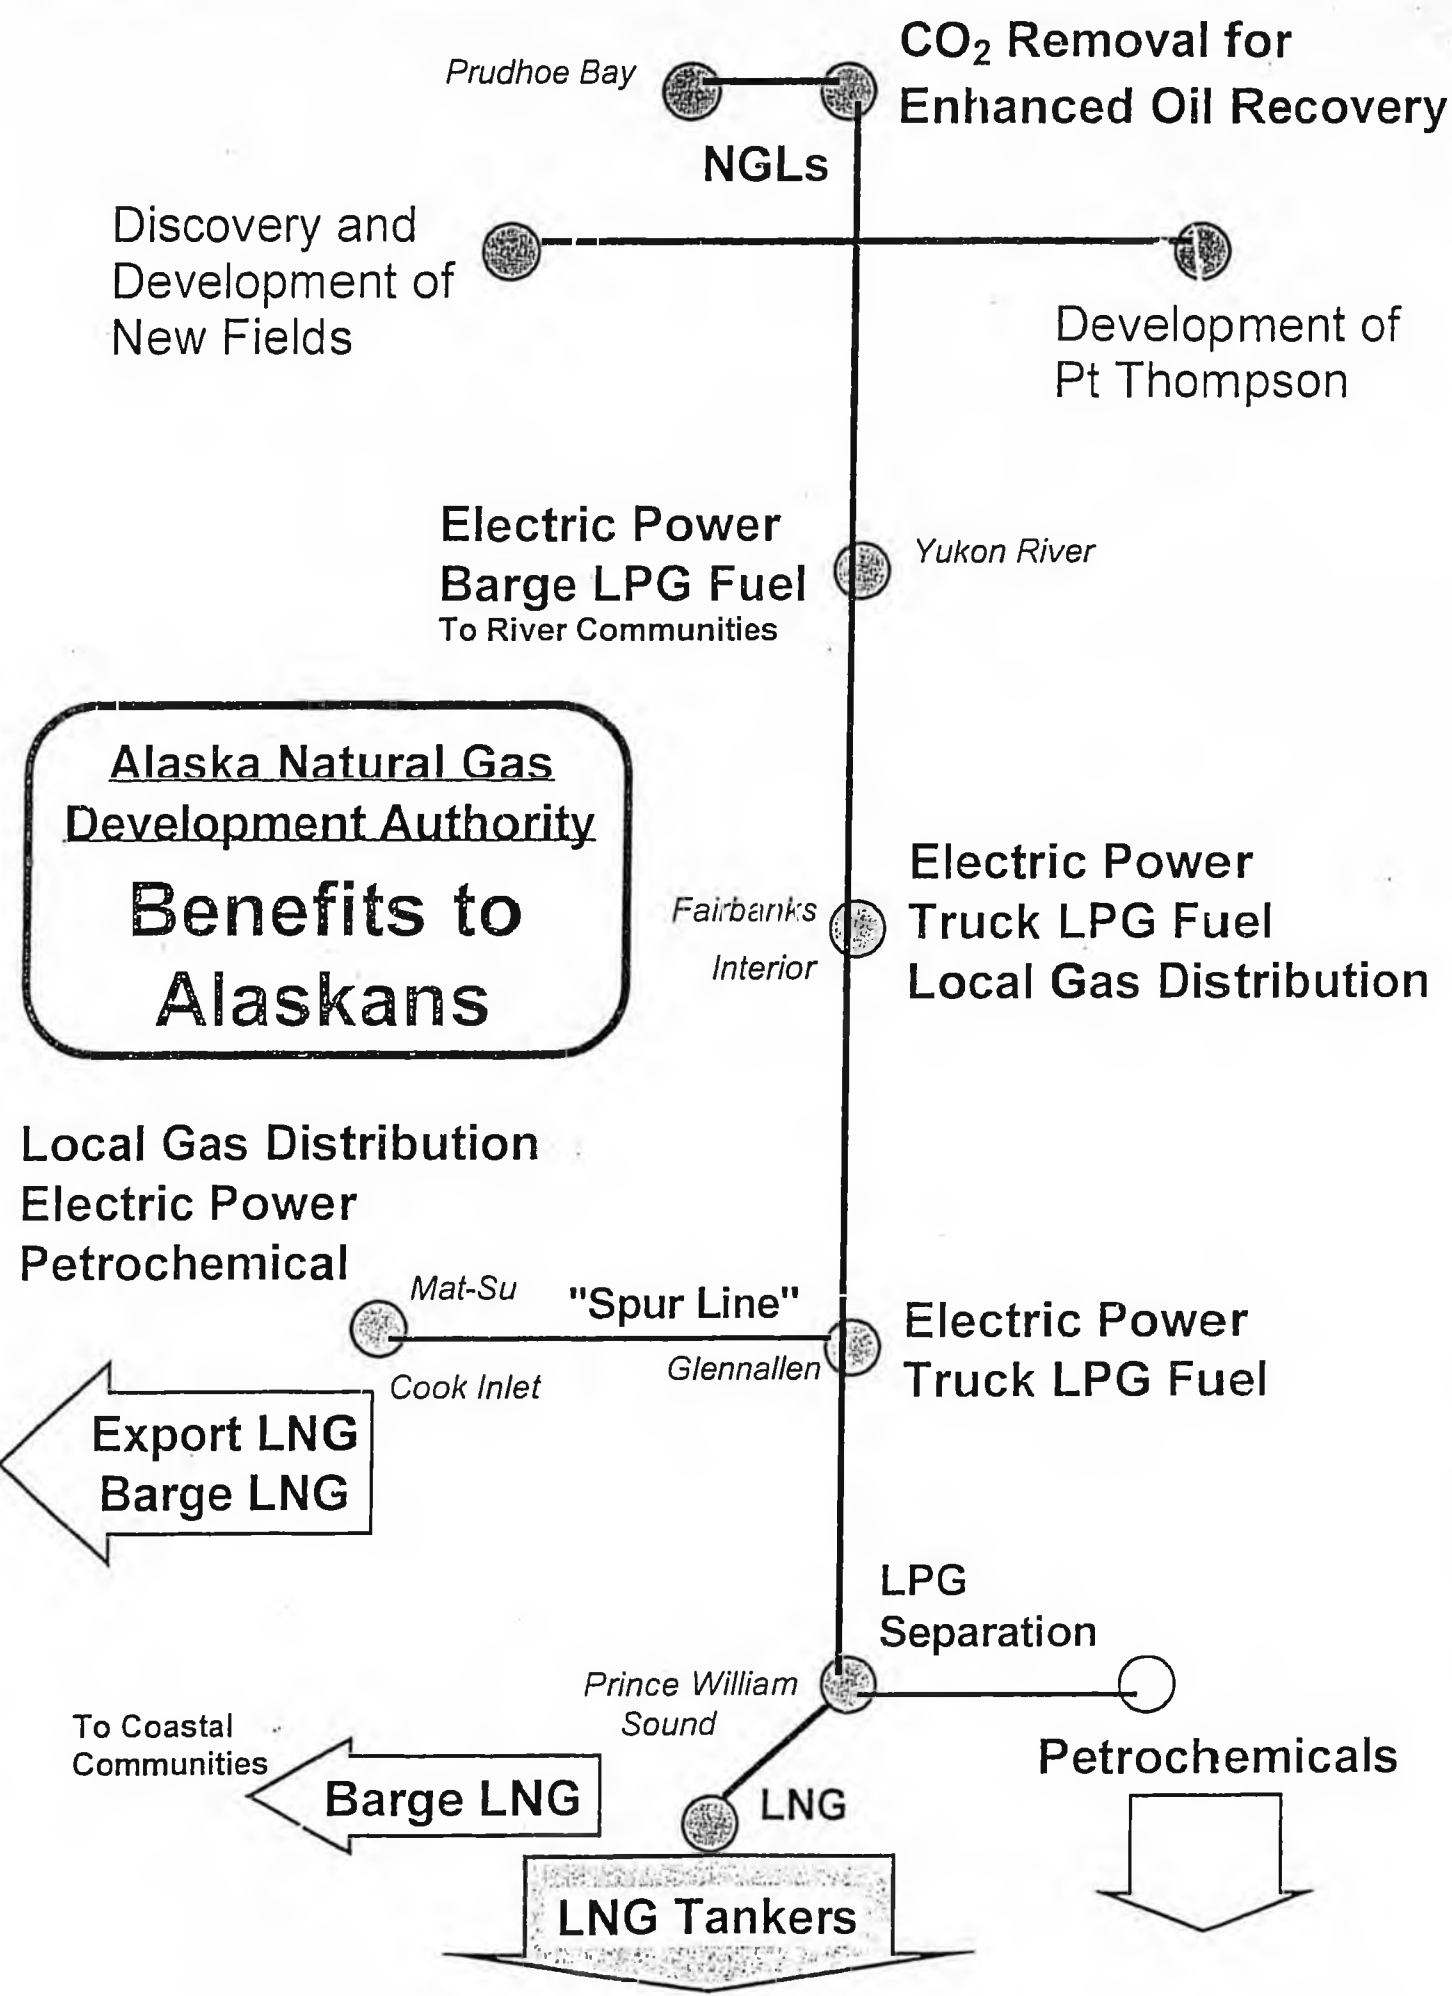 CO₂ Removal for
Enhanced Oil Recovery
Prudhoe Bay
NGLs
Discovery and
Development of
New Fields
Development of
Pt Thompson
Electric Power
Barge LPG Fuel
To River Communities
Yukon River
Alaska Natural Gas
Development Authority
Benefits to
Alaskans
Fairbanks
Interior
Electric Power
Truck LPG Fuel
Local Gas Distribution
Local Gas Distribution
Electric Power
Petrochemical
Mat-Su
"Spur Line"
Cook Inlet
Glennallen
Electric Power
Truck LPG Fuel
Export LNG
Barge LNG
LPG
Separation
Prince William
Sound
Petrochemicals
To Coastal
Communities
Barge LNG
LNG
LNG Tankers